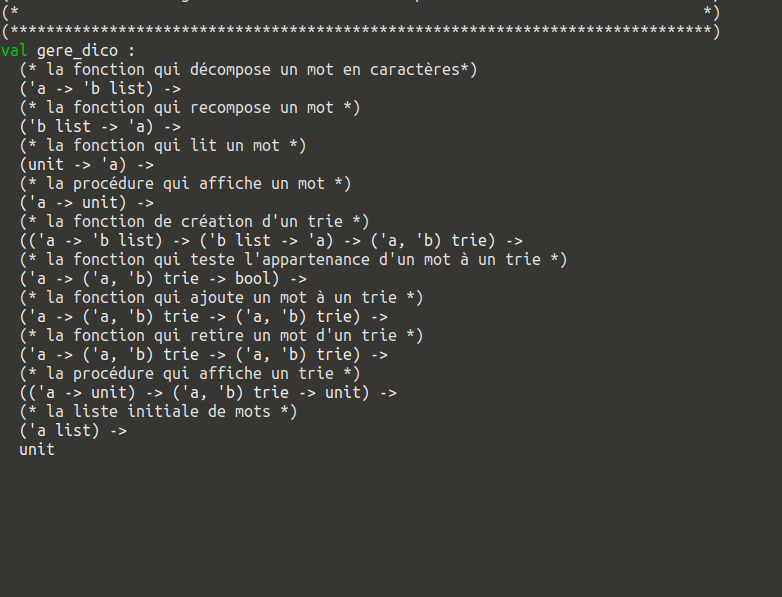 (*                                                                            *)
(******************************************************************************)
val gere_dico :
  (* la fonction qui décompose un mot en caractères*)
  ('a -> 'b list) ->
  (* la fonction qui recompose un mot *)
  ('b list -> 'a) ->
  (* la fonction qui lit un mot *)
  (unit -> 'a) ->
  (* la procédure qui affiche un mot *)
  ('a -> unit) ->
  (* la fonction de création d'un trie *)
  (('a -> 'b list) -> ('b list -> 'a) -> ('a, 'b) trie) ->
  (* la fonction qui teste l'appartenance d'un mot à un trie *)
  ('a -> ('a, 'b) trie -> bool) ->
  (* la fonction qui ajoute un mot à un trie *)
  ('a -> ('a, 'b) trie -> ('a, 'b) trie) ->
  (* la fonction qui retire un mot d'un trie *)
  ('a -> ('a, 'b) trie -> ('a, 'b) trie) ->
  (* la procédure qui affiche un trie *)
  (('a -> unit) -> ('a, 'b) trie -> unit) ->
  (* la liste initiale de mots *)
  ('a list) ->
  unit